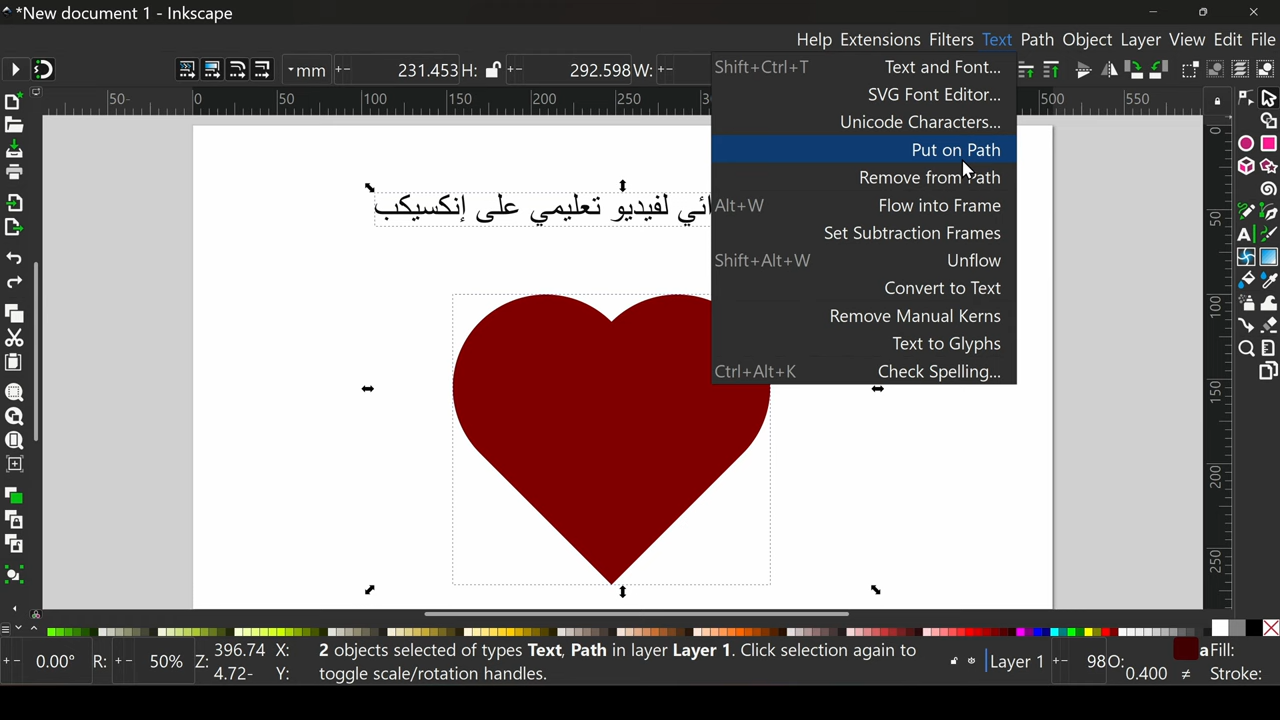 *New document 1 - Inkscape
Help Extensions Filters Text Path Object Layer View Edit File
mm 231.453 H: 292.598 W:
50- 0 50 100 150 200 250 500 550
Shift+Ctrl+T Text and Font...
SVG Font Editor...
Unicode Characters...
Put on Path
Remove from Path
Alt+W Flow into Frame
Set Subtraction Frames
Shift+Alt+W Unflow
Convert to Text
Remove Manual Kerns
Text to Glyphs
Ctrl+Alt+K Check Spelling...
ائي لفيديو تعليمي على إنكسيكب
0
50
100
150
200
250
0.00° R: 50% Z: 396.74 X: 4.72- Y:
2 objects selected of types Text, Path in layer Layer 1. Click selection again to
toggle scale/rotation handles.
Layer 1 98 O: a Fill:
0.400 Stroke: